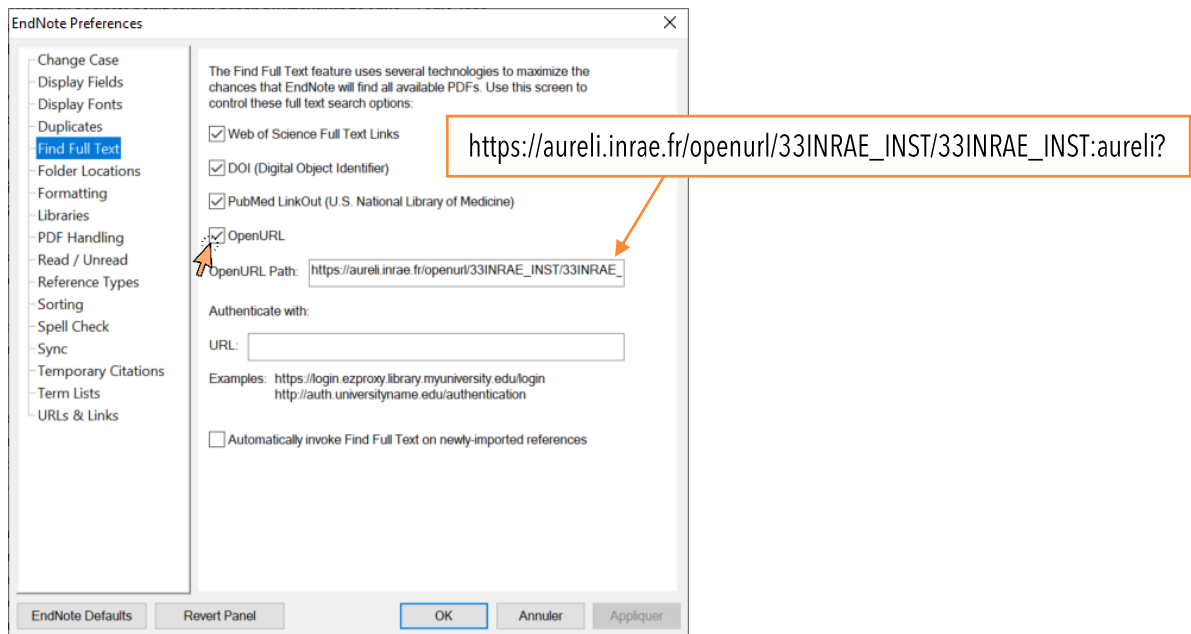 EndNote Preferences
Change Case
Display Fields
Display Fonts
Duplicates
Find Full Text
Folder Locations
Formatting
Libraries
PDF Handling
Read / Unread
Reference Types
Sorting
Spell Check
Sync
Temporary Citations
Term Lists
URLs & Links
The Find Full Text feature uses several technologies to maximize the
chances that EndNote will find all available PDFs. Use this screen to
control these full text search options:
Web of Science Full Text Links
DOI (Digital Object Identifier)
PubMed LinkOut (U.S. National Library of Medicine)
OpenURL
OpenURL Path: https://aureli.inrae.fr/openurl/33INRAE_INST/33INRAE_
https://aureli.inrae.fr/openurl/33INRAE_INST/33INRAE_INST:aureli?
Authenticate with:
URL:
Examples: https://login.ezproxy.library.myuniversity.edu/login
http://auth.universityname.edu/authentication
Automatically invoke Find Full Text on newly-imported references
EndNote Defaults
Revert Panel
OK
Annuler
Appliquer